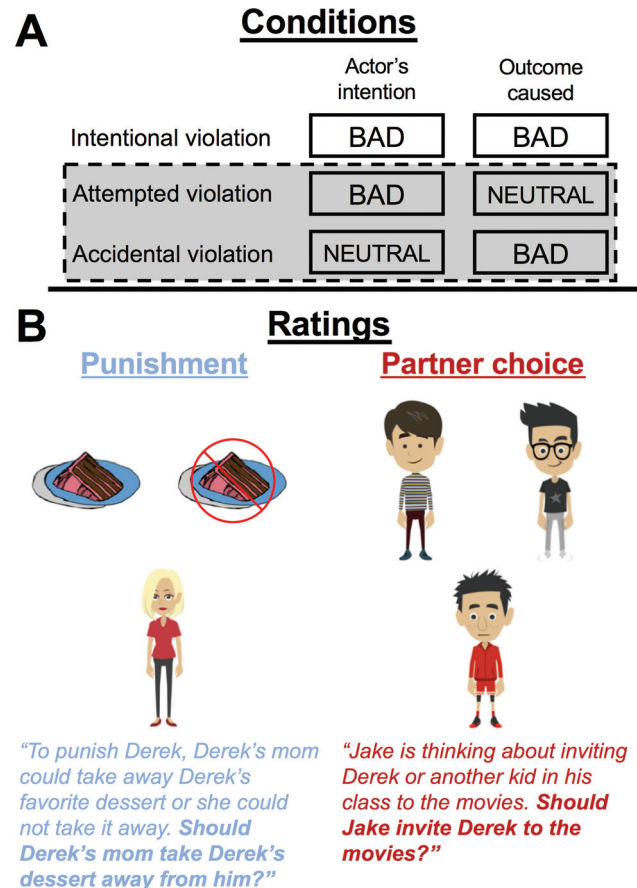 A
Conditions
Actor's intention
Outcome caused
Intentional violation BAD BAD
Attempted violation BAD NEUTRAL
Accidental violation NEUTRAL BAD
B
Ratings
Punishment
Partner choice
"To punish Derek, Derek's mom
could take away Derek's
favorite dessert or she could
not take it away. Should
Derek's mom take Derek's
dessert away from him?"
"Jake is thinking about inviting
Derek or another kid in his
class to the movies. Should
Jake invite Derek to the
movies?"